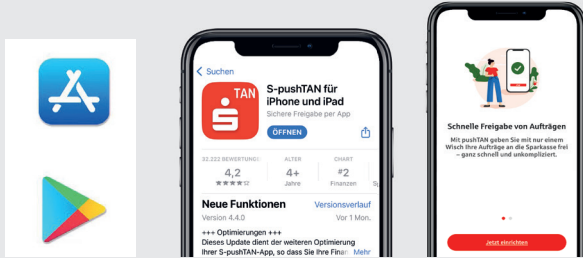 Suchen
TAN
S-pushTAN für
iPhone und iPad
Sichere Freigabe per App
ÖFFNEN
32.222 BEWERTUNGEN
ALTER
CHART
4,2
4+
#2
Jahre
Finanzen
Neue Funktionen
Versionsverlauf
Version 4.4.0
Vor 1 Mon.
+++ Optimierungen +++
Dieses Update dient der weiteren Optimierung
Ihrer S-pushTAN-App, so dass Sie Ihre Finan
Mehr
Schnelle Freigabe von Aufträgen
Mit pushTAN geben Sie mit nur einem
Wisch Ihre Aufträge an die Sparkasse frei
– ganz schnell und unkompliziert.
Jetzt einrichten